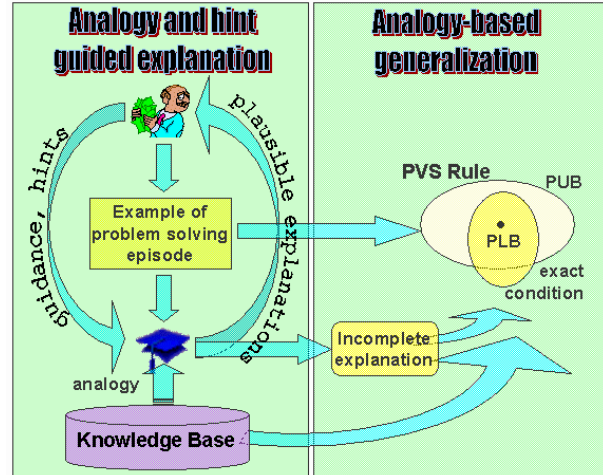 Analogy and hint
guided explanation
guidance, hints
plausible explanations
Example of
problem solving
episode
analogy
Knowledge Base
Analogy-based
generalization
PVS Rule
PUB
PLB
exact
condition
Incomplete
explanation